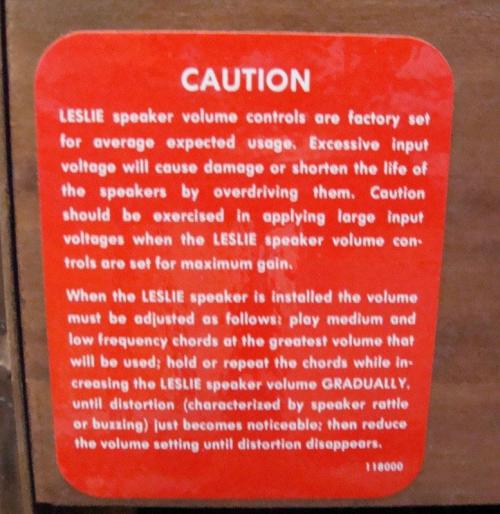 CAUTION
LESLIE speaker volume controls are factory set
for average expected usage. Excessive input
voltage will cause damage or shorten the life of
the speakers by overdriving them. Caution
should be exercised in applying large input
voltages when the LESLIE speaker volume con-
trols are set for maximum gain.
When the LESLIE speaker is installed the volume
must be adjusted as follows: play medium and
low frequency chords at the greatest volume that
will be used; hold or repeat the chords while in-
creasing the LESLIE speaker volume GRADUALLY,
until distortion (characterized by speaker rattle
or buzzing) just becomes noticeable; then reduce
the volume setting until distortion disappears.
118000